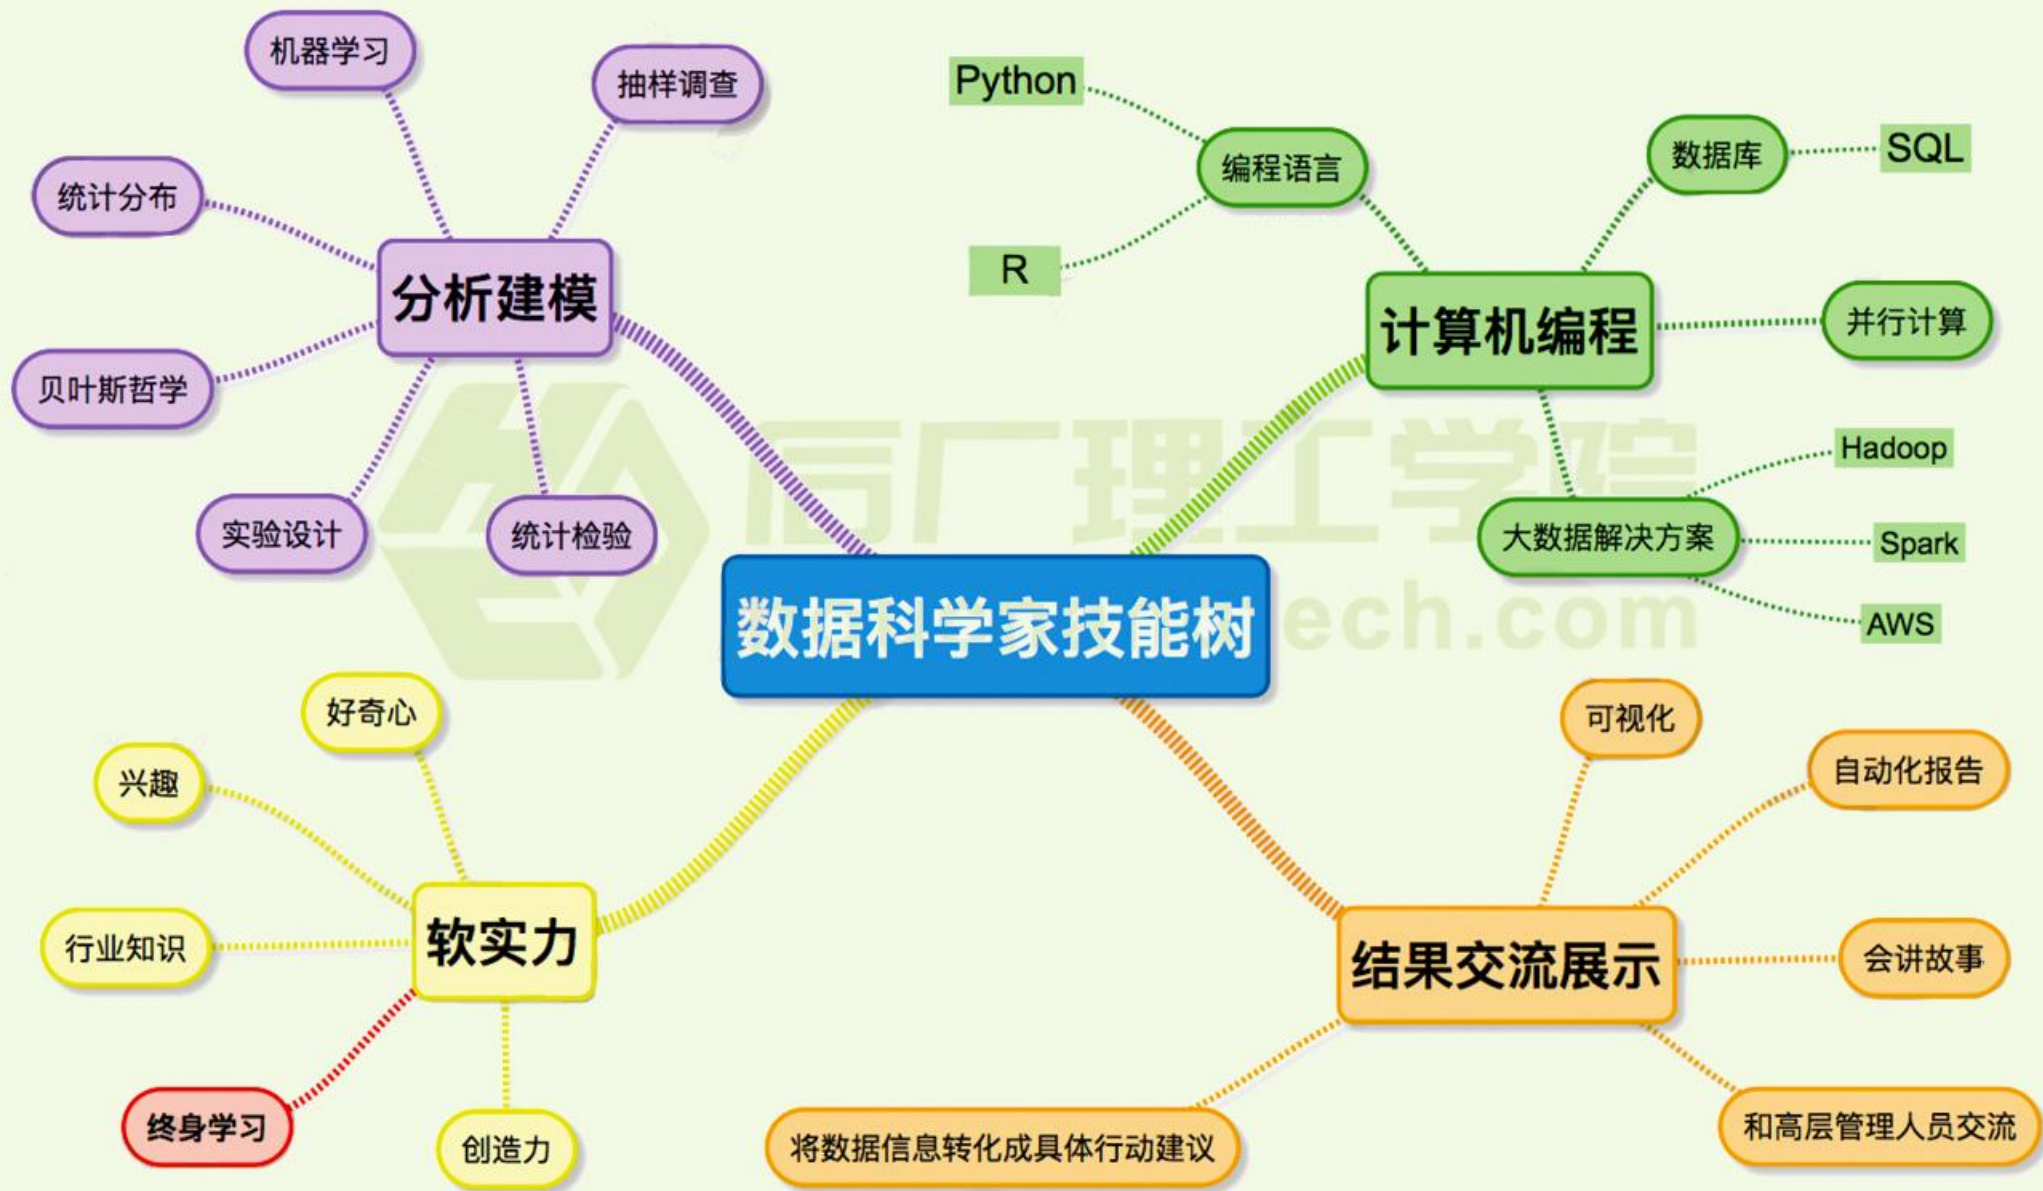 机器学习
抽样调查
统计分布
分析建模
贝叶斯哲学
实验设计
统计检验
Python
编程语言
R
数据库
SQL
计算机编程
并行计算
Hadoop
大数据解决方案
Spark
AWS
理工学院
ech.com
数据科学家技能树
好奇心
兴趣
行业知识
软实力
终身学习
创造力
可视化
自动化报告
结果交流展示
会讲故事
和高层管理人员交流
将数据信息转化成具体行动建议